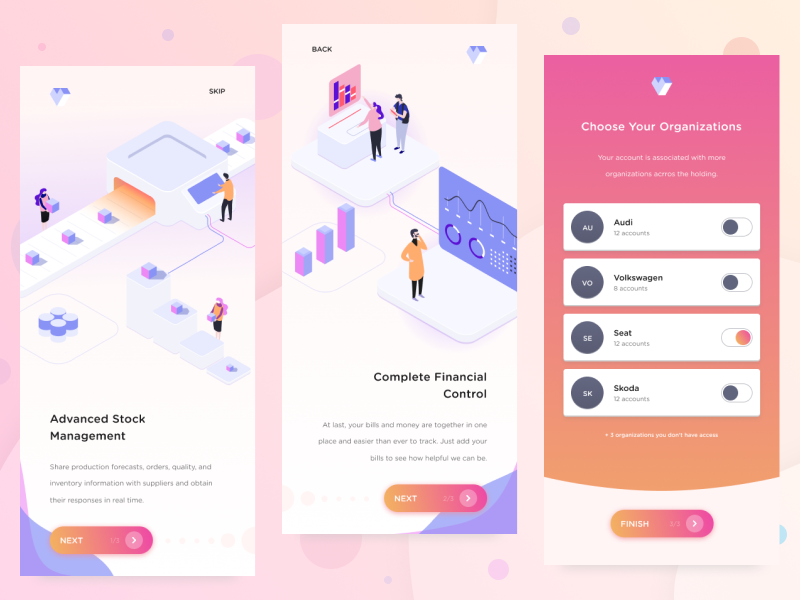 SKIP
Advanced Stock
Management
Share production forecasts, orders, quality, and
inventory information with suppliers and obtain
their responses in real time.
NEXT 1/3
BACK
Complete Financial
Control
At last, your bills and money are together in one
place and easier than ever to track. Just add your
bills to see how helpful we can be.
NEXT 2/3
Choose Your Organizations
Your account is associated with more
organizations acrros the holding.
AU
Audi
12 accounts
VO
Volkswagen
8 accounts
SE
Seat
12 accounts
SK
Skoda
12 accounts
+ 3 organizations you don't have access
FINISH 3/3